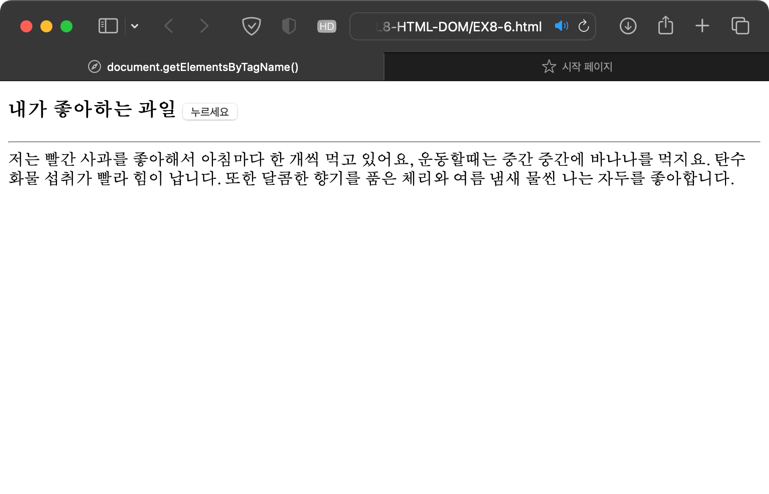 HD
L8-HTML-DOM/EX8-6.html
document.getElementsByTagName()
시작 페이지
내가 좋아하는 과일 누르세요
저는 빨간 사과를 좋아해서 아침마다 한 개씩 먹고 있어요, 운동할때는 중간 중간에 바나나를 먹지요. 탄수
화물 섭취가 빨라 힘이 납니다. 또한 달콤한 향기를 품은 체리와 여름 냄새 물씬 나는 자두를 좋아합니다.